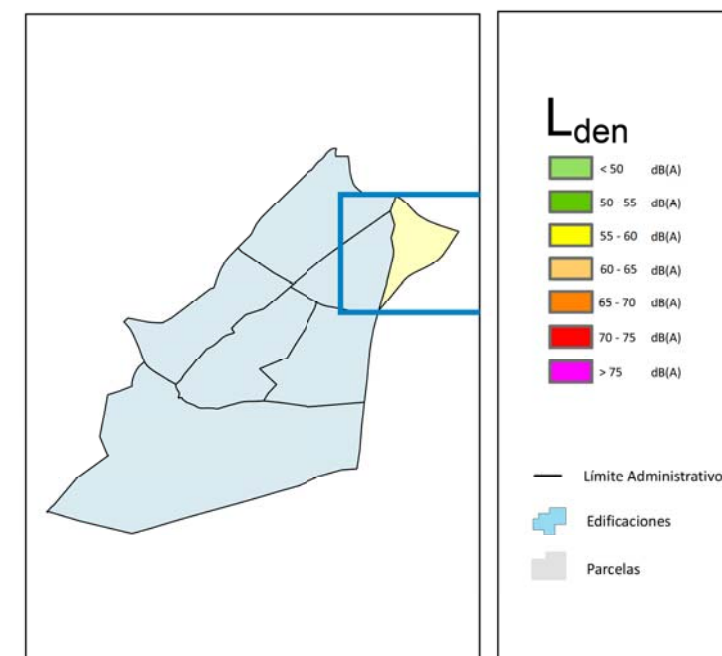 Lden
< 50 dB(A)
50 - 55 dB(A)
55 - 60 dB(A)
60 - 65 dB(A)
65 - 70 dB(A)
70 - 75 dB(A)
> 75 dB(A)
Límite Administrativo
Edificaciones
Parcelas